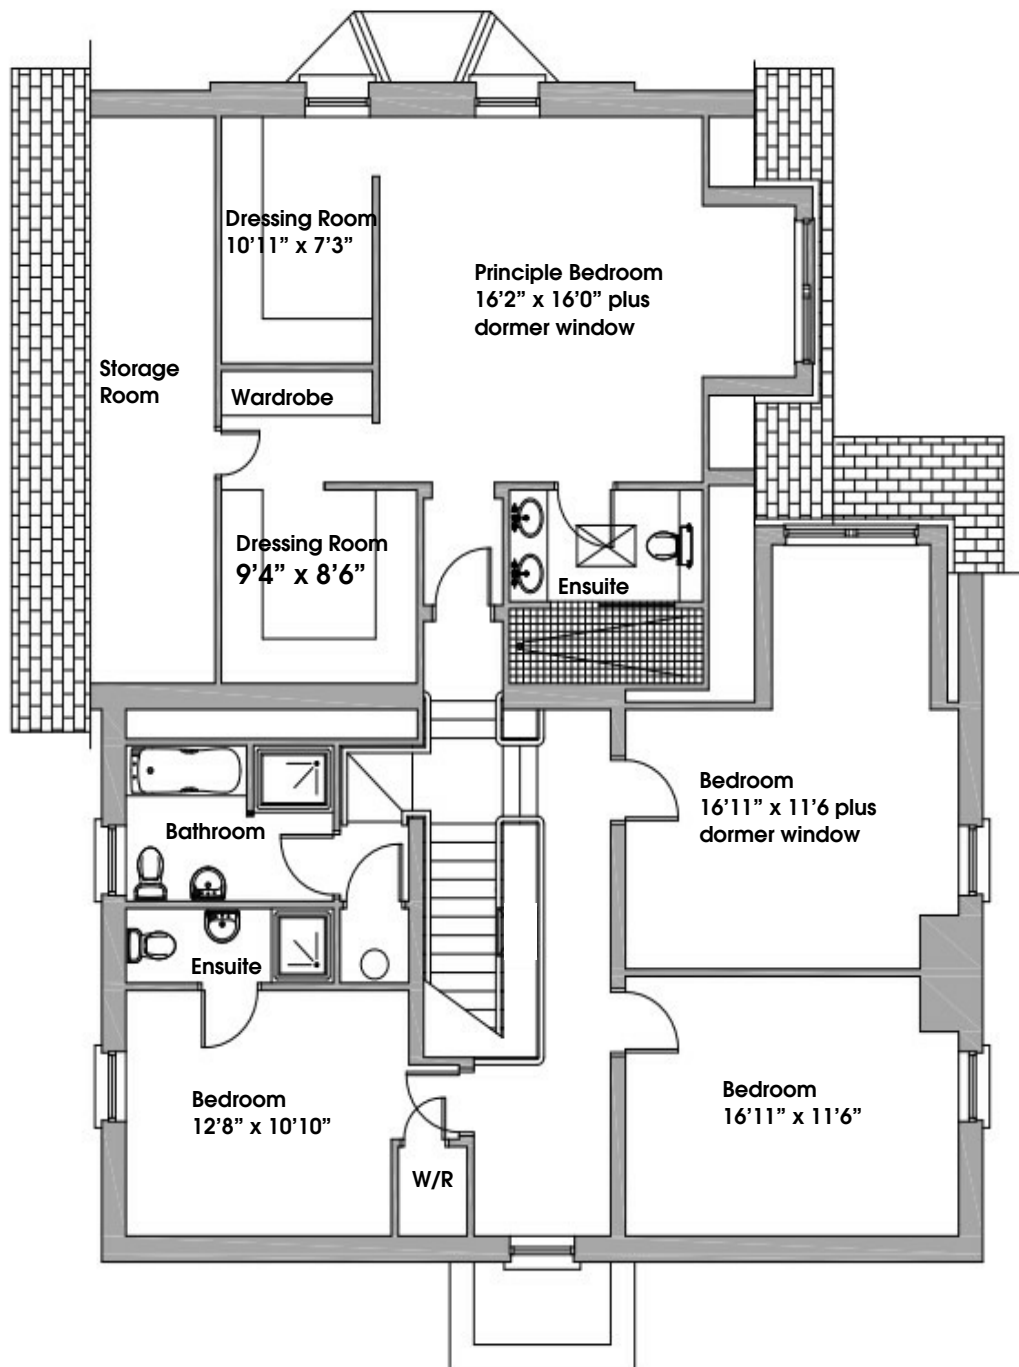 Dressing Room
10’11” x 7’3”
Principle Bedroom
16’2” x 16’0” plus
dormer window
Storage
Room
Wardrobe
Dressing Room
9’4” x 8’6”
Ensuite
Bedroom
16’11” x 11’6 plus
dormer window
Bathroom
Ensuite
Bedroom
12’8” x 10’10”
Bedroom
16’11” x 11’6”
W/R